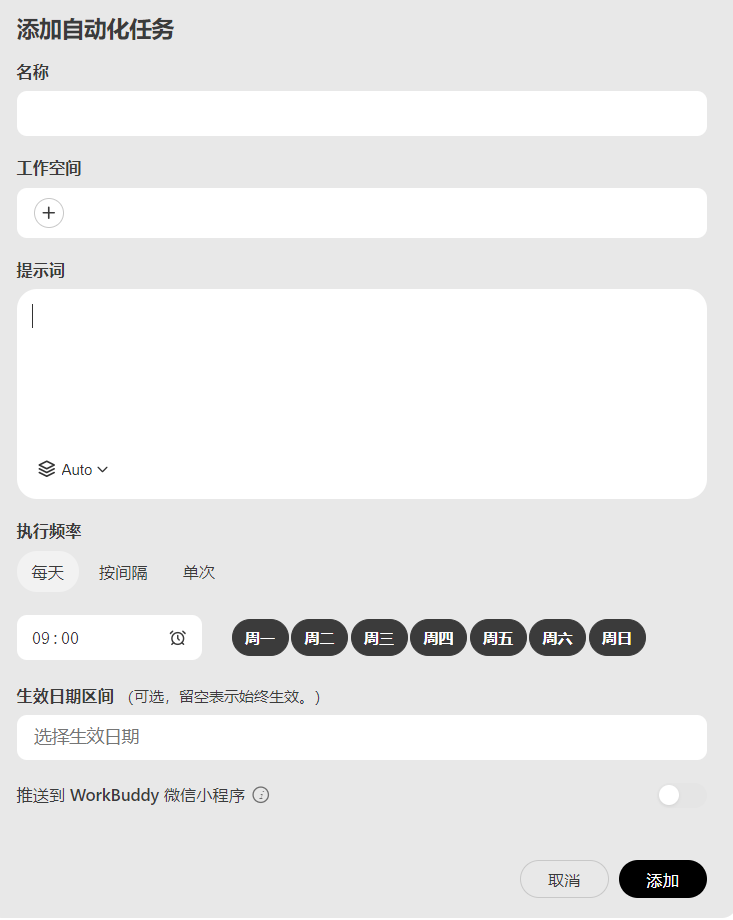 添加自动化任务
名称
工作空间
提示词
Auto
执行频率
每天 按间隔 单次
09:00 周一 周二 周三 周四 周五 周六 周日
生效日期区间 （可选，留空表示始终生效。）
选择生效日期
推送到 WorkBuddy 微信小程序
取消 添加